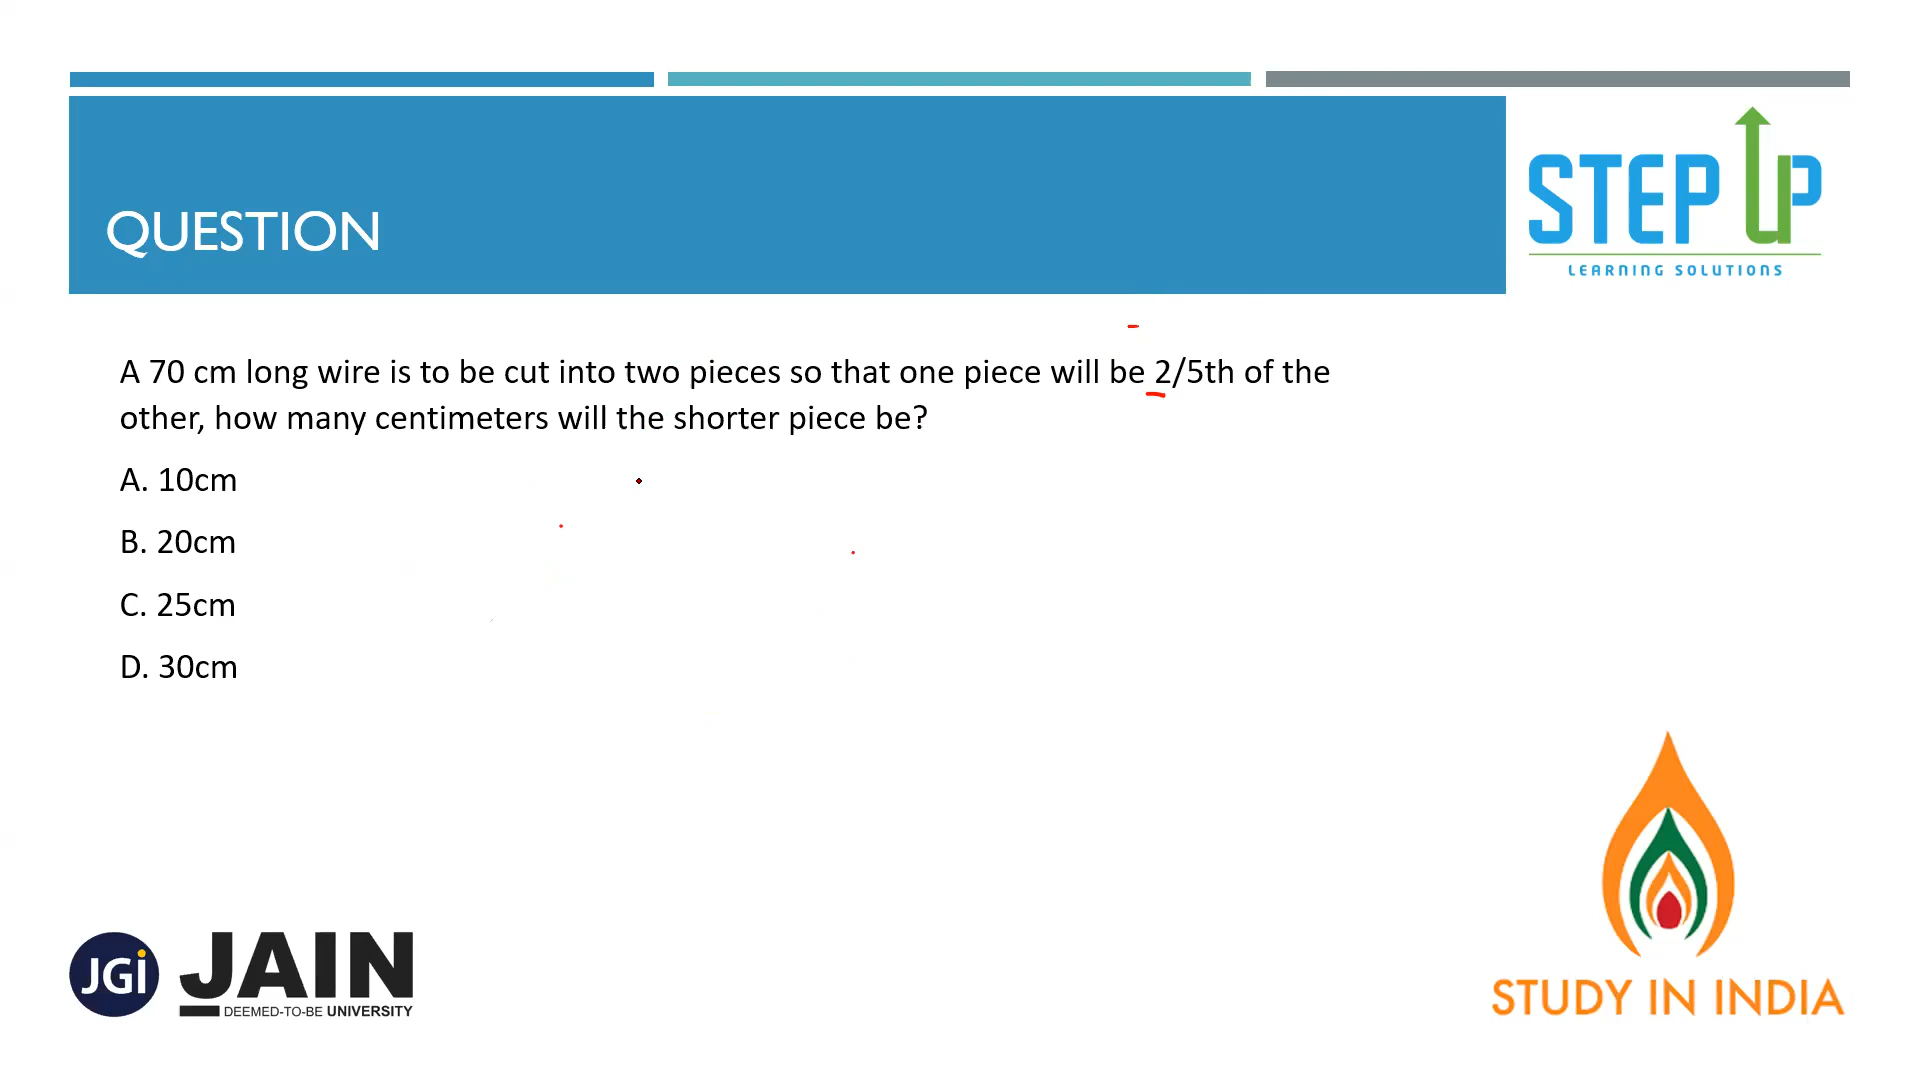 STEP UP
LEARNING SOLUTIONS
QUESTION
A 70 cm long wire is to be cut into two pieces so that one piece will be 2/5th of the
other, how many centimeters will the shorter piece be?
A. 10cm
B. 20cm
C. 25cm
D. 30cm
JGi JAIN
DEEMED-TO-BE UNIVERSITY
STUDY IN INDIA